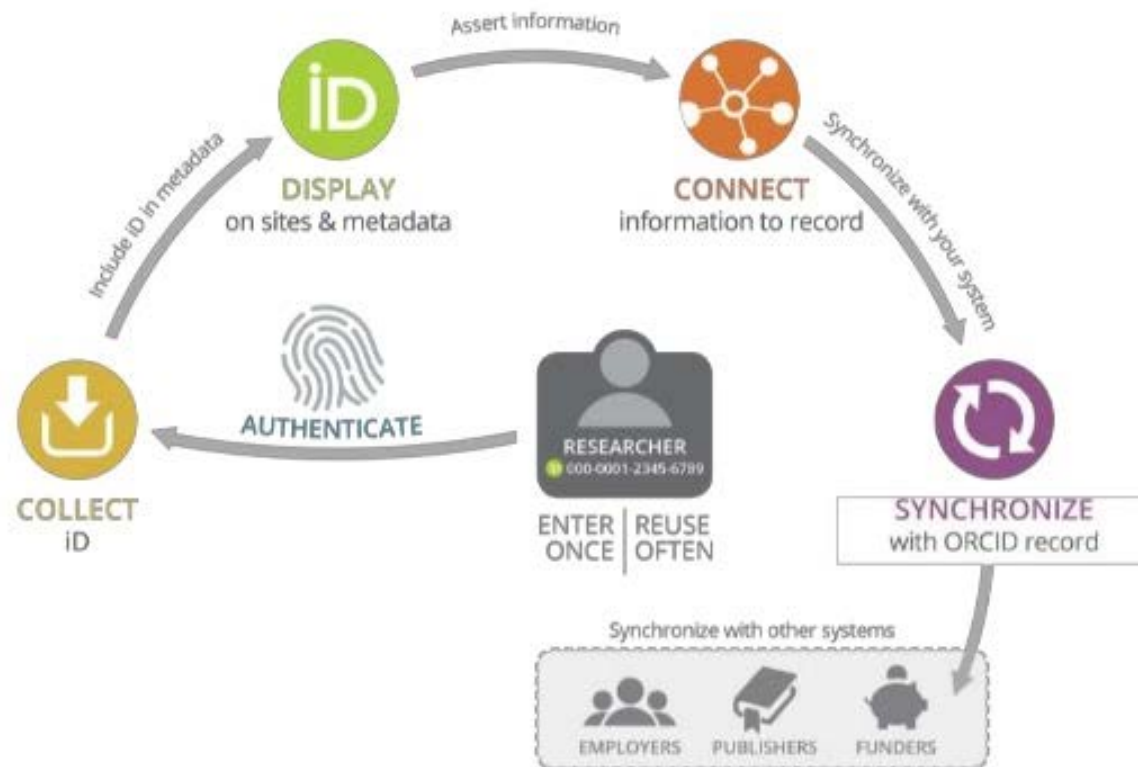 Assert information
iD
Include iD in metadata
DISPLAY
on sites & metadata
CONNECT
information to record
Synchronize with your system
AUTHENTICATE
RESEARCHER
iD 000-0001-2345-6789
COLLECT
iD
ENTER ONCE
REUSE OFTEN
SYNCHRONIZE
with ORCID record
Synchronize with other systems
EMPLOYERS
PUBLISHERS
FUNDERS